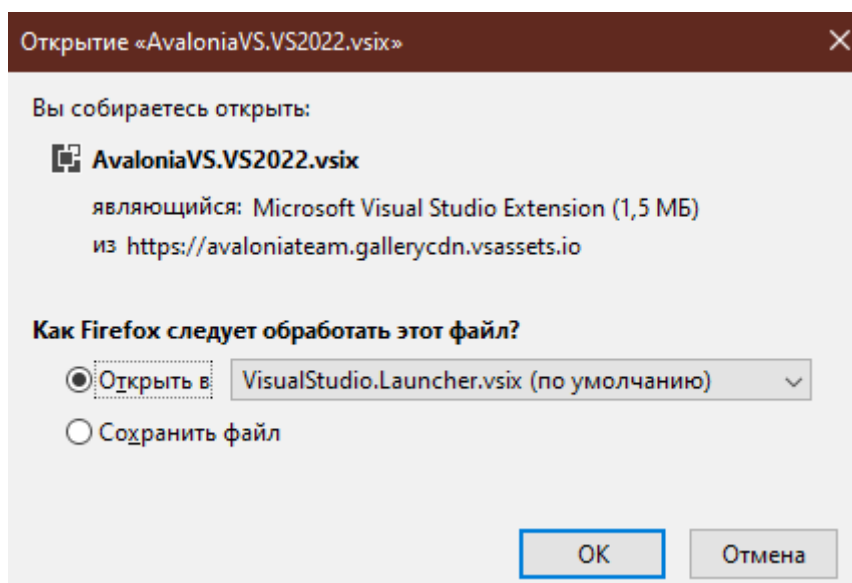 Открытие «AvaloniaVS.VS2022.vsix»
Вы собираетесь открыть:
AvaloniaVS.VS2022.vsix
являющийся: Microsoft Visual Studio Extension (1,5 МБ)
из https://avaloniateam.gallerycdn.vsassets.io
Как Firefox следует обработать этот файл?
Открыть в VisualStudio.Launcher.vsix (по умолчанию)
Сохранить файл
ОК Отмена